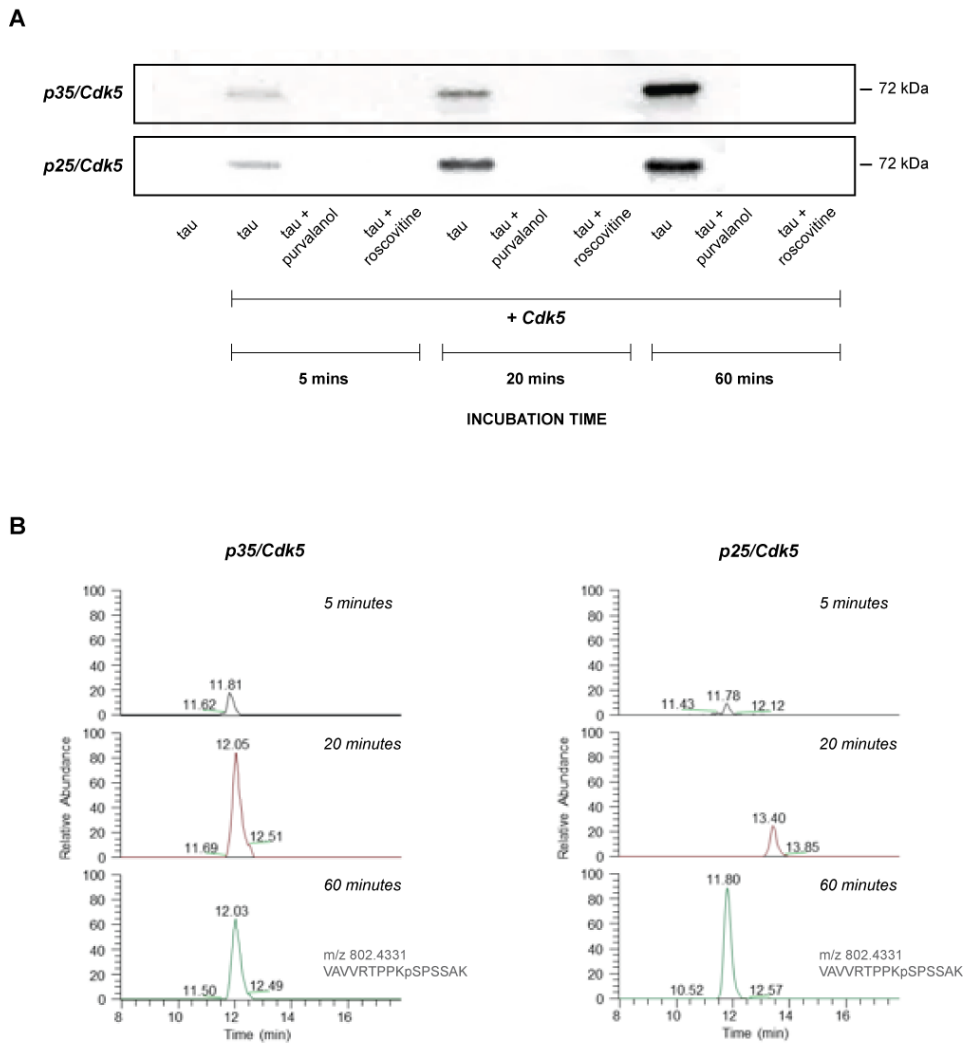 A
p35/Cdk5
72 kDa
p25/Cdk5
72 kDa
tau
tau
tau +
purvalanol
tau +
roscovitine
tau
tau +
purvalanol
tau +
roscovitine
tau
tau +
purvalanol
tau +
roscovitine
+ Cdk5
5 mins
20 mins
60 mins
INCUBATION TIME
B
p35/Cdk5
Relative Abundance
100
80
60
40
20
0
5 minutes
11.81
11.62
100
80
60
40
20
0
20 minutes
12.05
11.69
12.51
100
80
60
40
20
0
60 minutes
12.03
11.50
12.49
m/z 802.4331
VAVVRTPPKpSPSSAK
8 10 12 14 16
Time (min)
p25/Cdk5
Relative Abundance
100
80
60
40
20
0
5 minutes
11.43
11.78
12.12
100
80
60
40
20
0
20 minutes
13.40
13.85
100
80
60
40
20
0
60 minutes
11.80
10.52
12.57
m/z 802.4331
VAVVRTPPKpSPSSAK
8 10 12 14 16
Time (min)